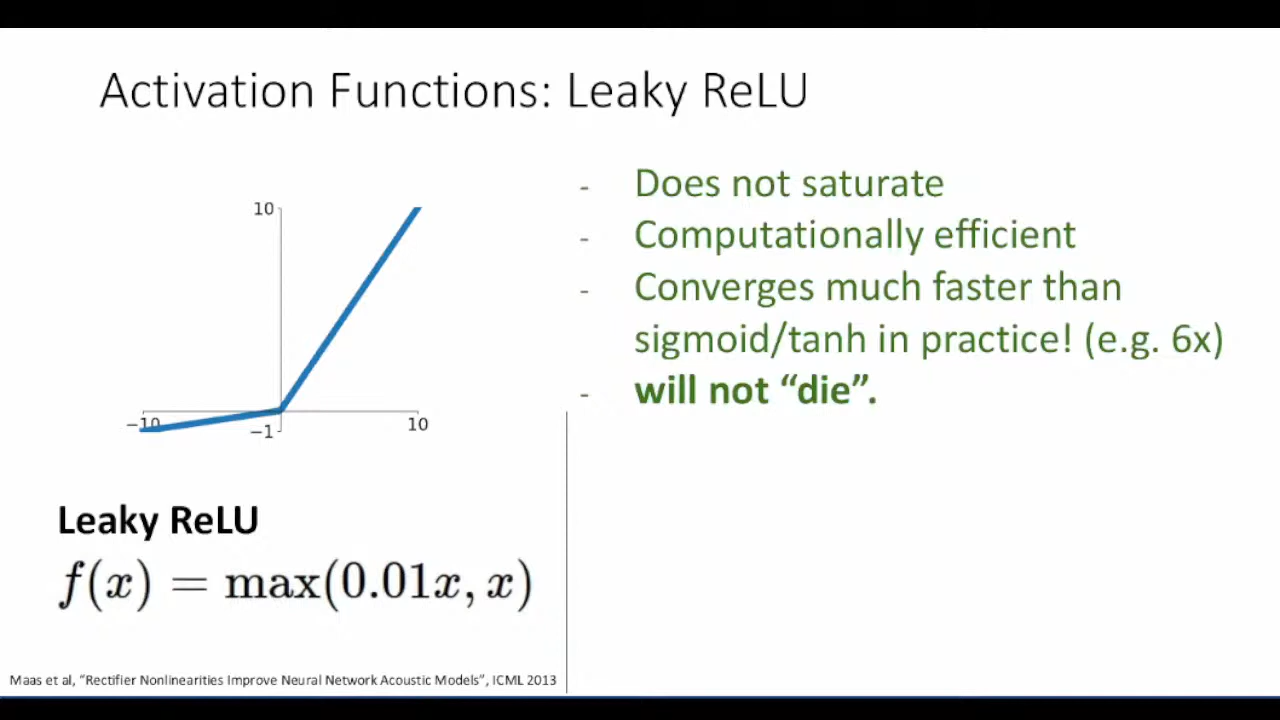 Activation Functions: Leaky ReLU
10
−10
−1
10
- Does not saturate
- Computationally efficient
- Converges much faster than
sigmoid/tanh in practice! (e.g. 6x)
- will not “die”.
Leaky ReLU
f(x) = max(0.01x, x)
Maas et al, “Rectifier Nonlinearities Improve Neural Network Acoustic Models”, ICML 2013